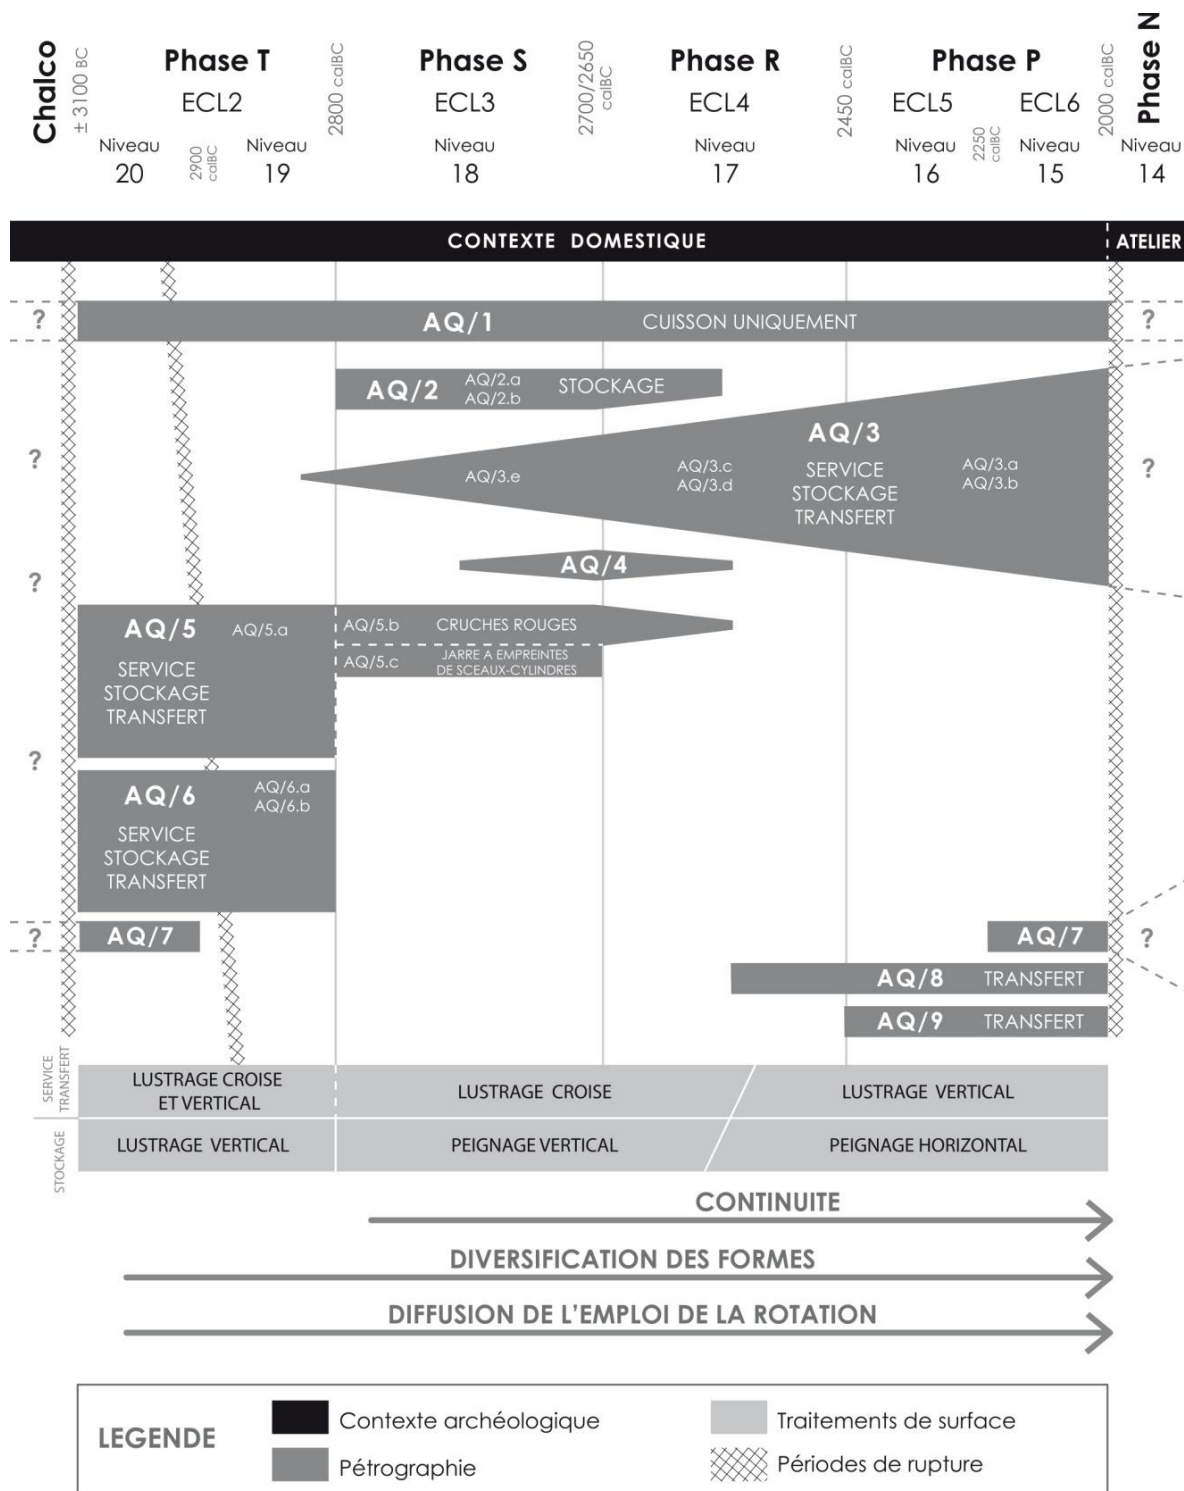 Chalco
± 3100 BC
Phase T
ECL2
Niveau
20
2900
calBC
Niveau
19
2800 calBC
Phase S
ECL3
Niveau
18
2700/2650
calBC
Phase R
ECL4
Niveau
17
2450 calBC
Phase P
ECL5
ECL6
Niveau
16
2250
calBC
Niveau
15
2000 calBC
Phase N
Niveau
14
CONTEXTE DOMESTIQUE
ATELIER
?
AQ/1
CUISSON UNIQUEMENT
?
AQ/2
AQ/2.a
AQ/2.b
STOCKAGE
?
AQ/3.e
AQ/3.c
AQ/3.d
AQ/3
SERVICE
STOCKAGE
TRANSFERT
AQ/3.a
AQ/3.b
?
?
AQ/4
AQ/5
AQ/5.a
SERVICE
STOCKAGE
TRANSFERT
AQ/5.b
CRUCHES ROUGES
AQ/5.c
JARRE A EMPREINTES
DE SCEAUX-CYLINDRES
?
AQ/6
AQ/6.a
AQ/6.b
SERVICE
STOCKAGE
TRANSFERT
?
AQ/7
AQ/7
?
AQ/8
TRANSFERT
AQ/9
TRANSFERT
SERVICE
TRANSFERT
LUSTRAGE CROISE
ET VERTICAL
LUSTRAGE CROISE
LUSTRAGE VERTICAL
STOCKAGE
LUSTRAGE VERTICAL
PEIGNAGE VERTICAL
PEIGNAGE HORIZONTAL
CONTINUITE
DIVERSIFICATION DES FORMES
DIFFUSION DE L'EMPLOI DE LA ROTATION
LEGENDE
Contexte archéologique
Traitements de surface
Pétrographie
Périodes de rupture